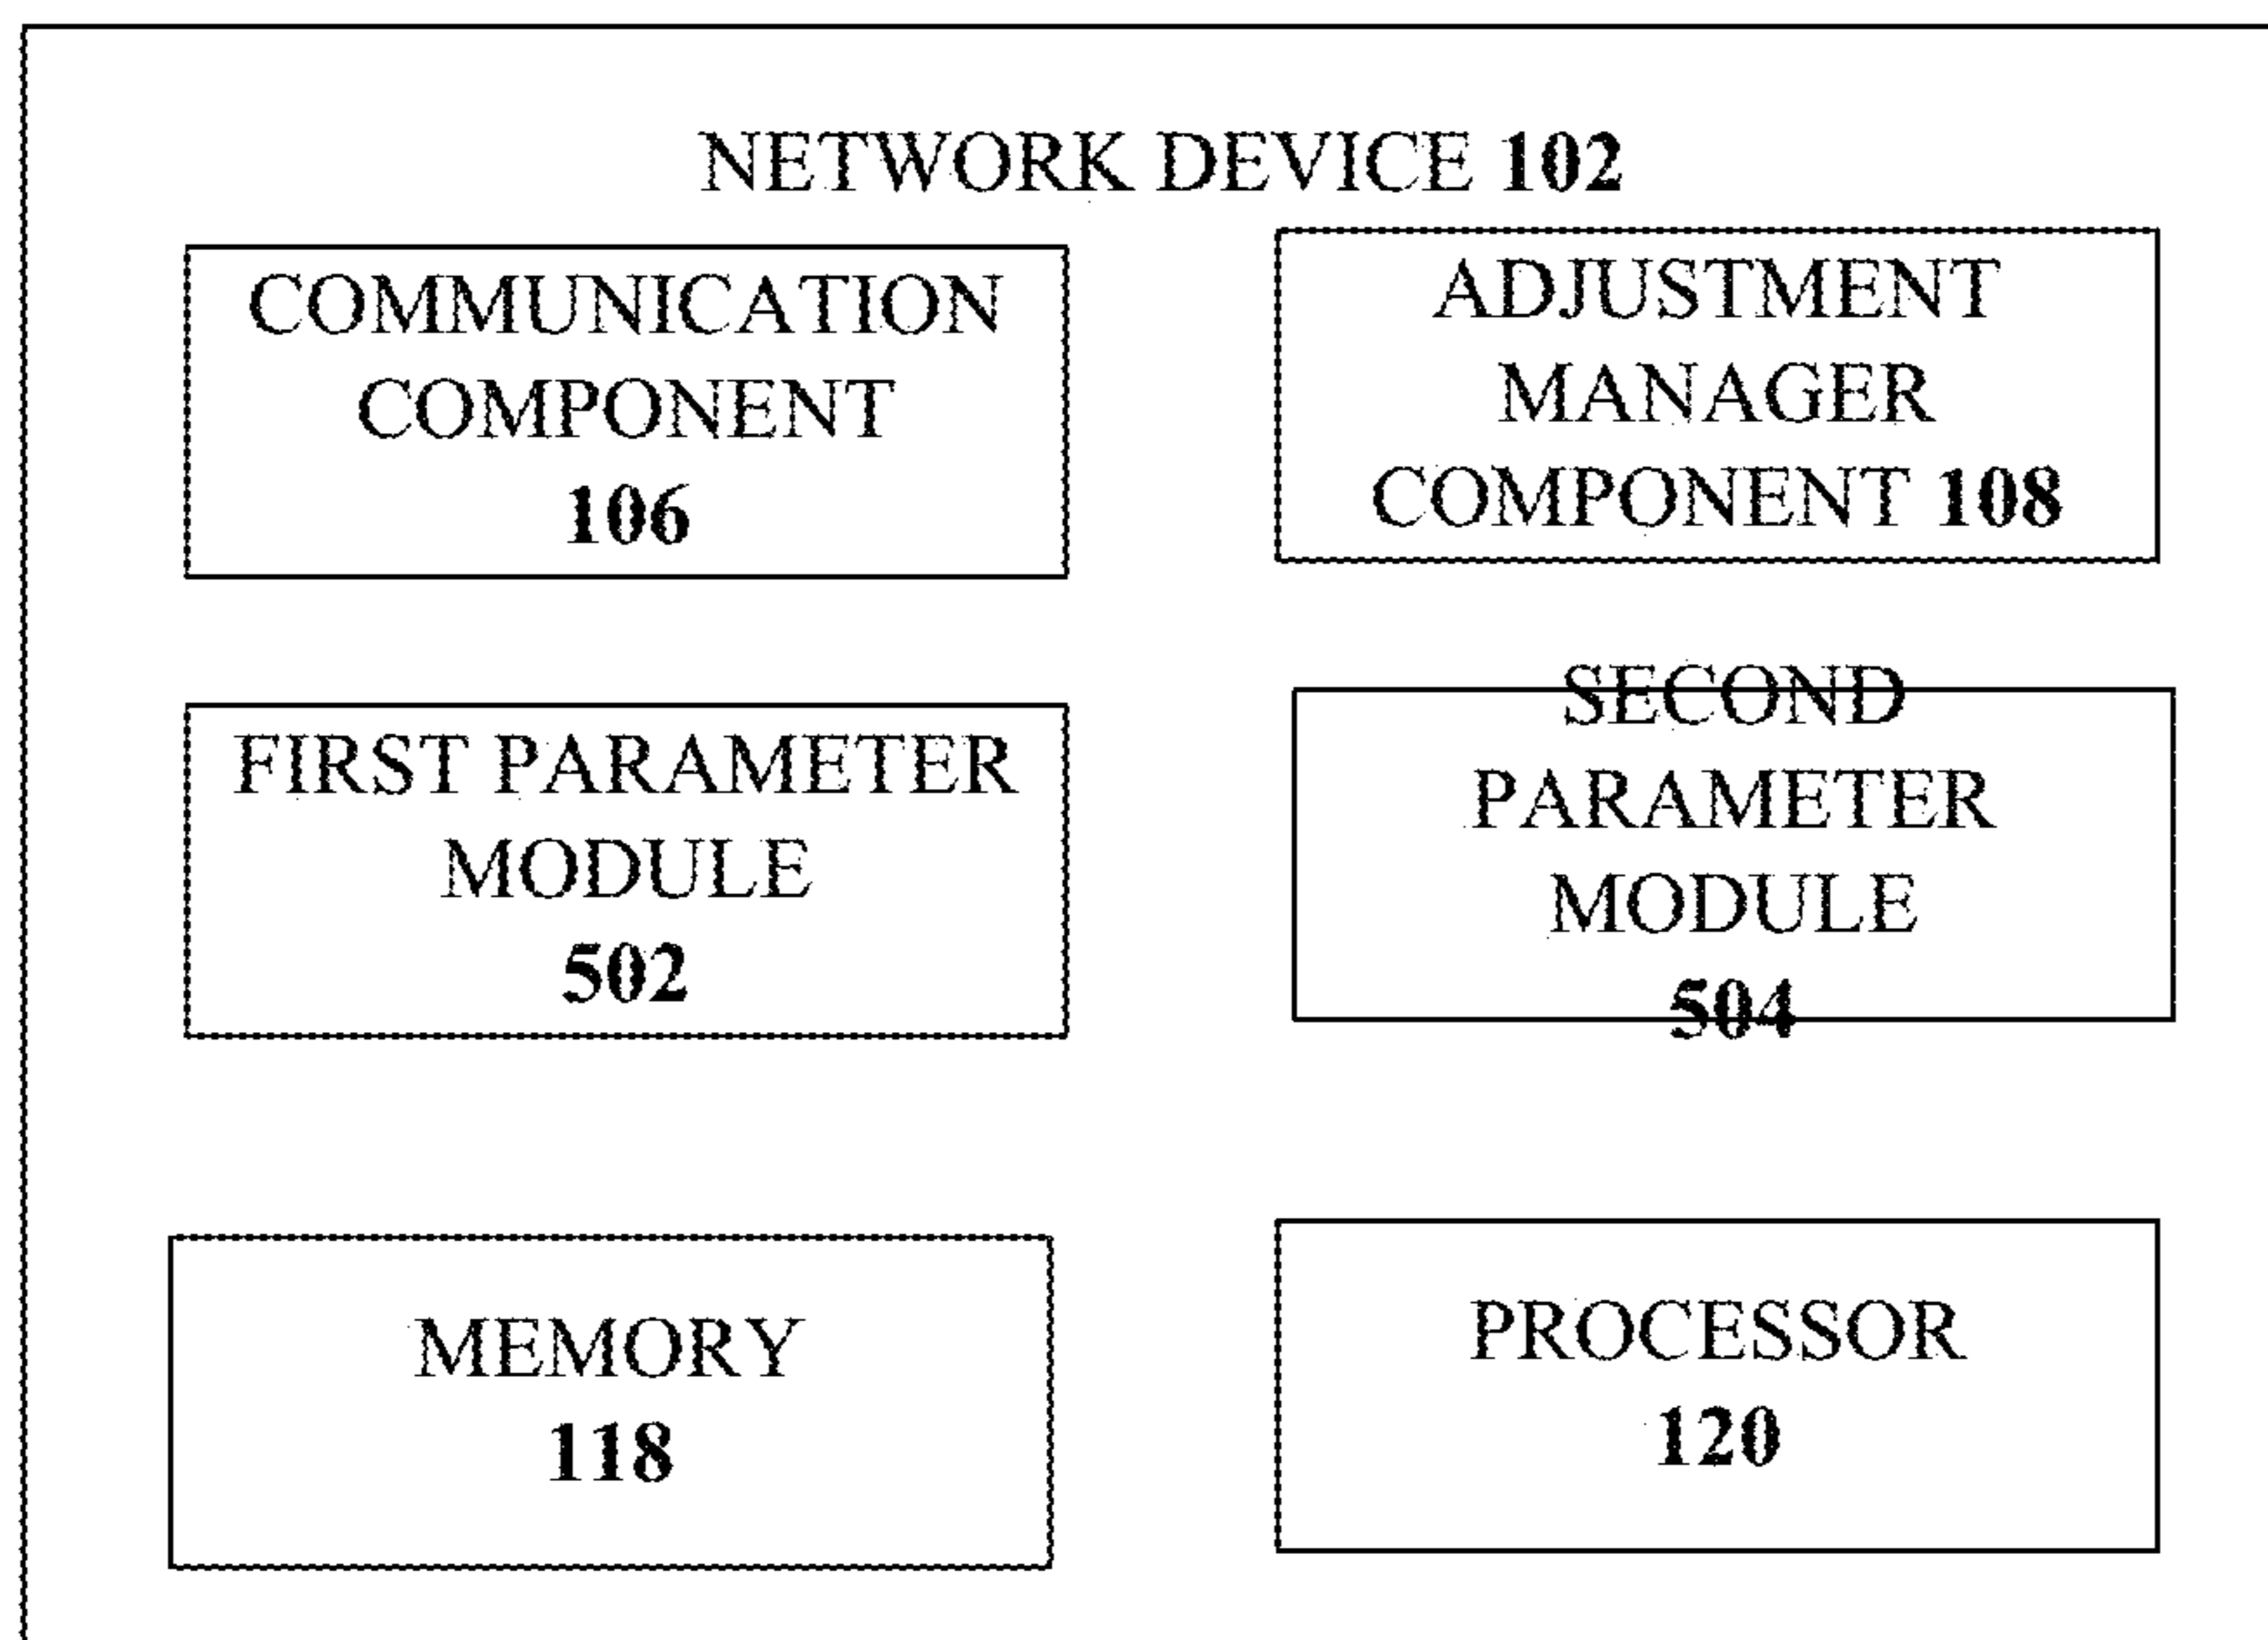 NETWORK DEVICE 102
COMMUNICATION
COMPONENT
106
ADJUSTMENT
MANAGER
COMPONENT 108
FIRST PARAMETER
MODULE
502
SECOND
PARAMETER
MODULE
504
MEMORY
118
PROCESSOR
120